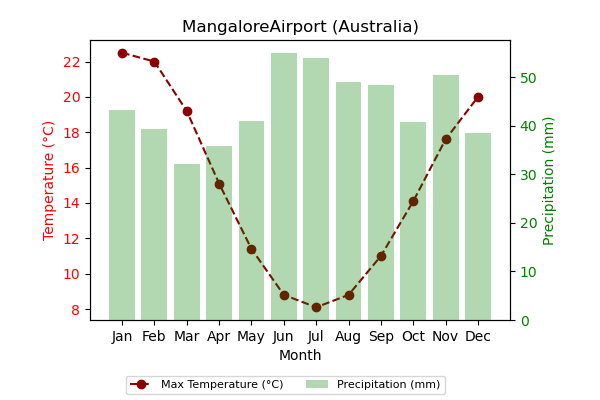 MangaloreAirport (Australia)
Temperature (°C)
22
20
18
16
14
12
10
8
50
40
30
20
10
0
Precipitation (mm)
Jan Feb Mar Apr May Jun Jul Aug Sep Oct Nov Dec
Month
Max Temperature (°C) Precipitation (mm)